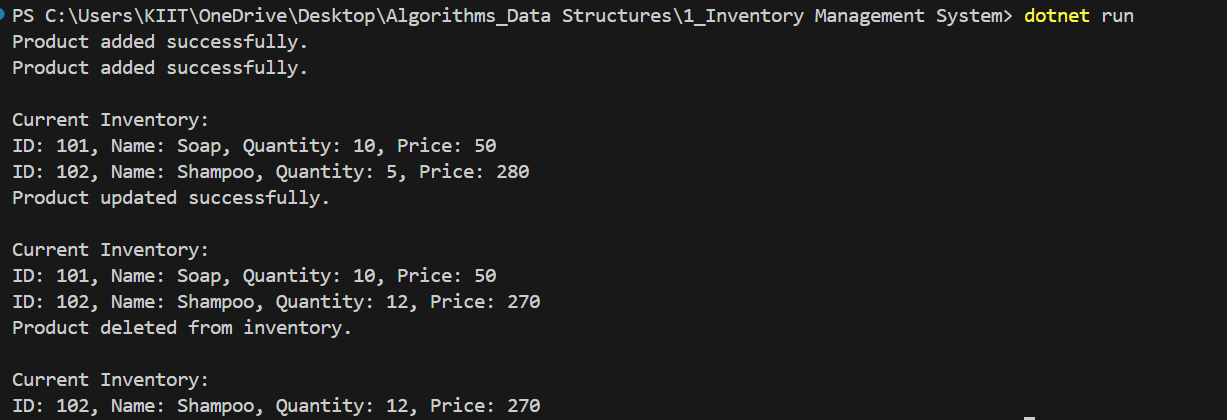 PS C:\Users\KIIT\OneDrive\Desktop\Algorithms_Data Structures\1_Inventory Management System> dotnet run
Product added successfully.
Product added successfully.

Current Inventory:
ID: 101, Name: Soap, Quantity: 10, Price: 50
ID: 102, Name: Shampoo, Quantity: 5, Price: 280
Product updated successfully.

Current Inventory:
ID: 101, Name: Soap, Quantity: 10, Price: 50
ID: 102, Name: Shampoo, Quantity: 12, Price: 270
Product deleted from inventory.

Current Inventory:
ID: 102, Name: Shampoo, Quantity: 12, Price: 270